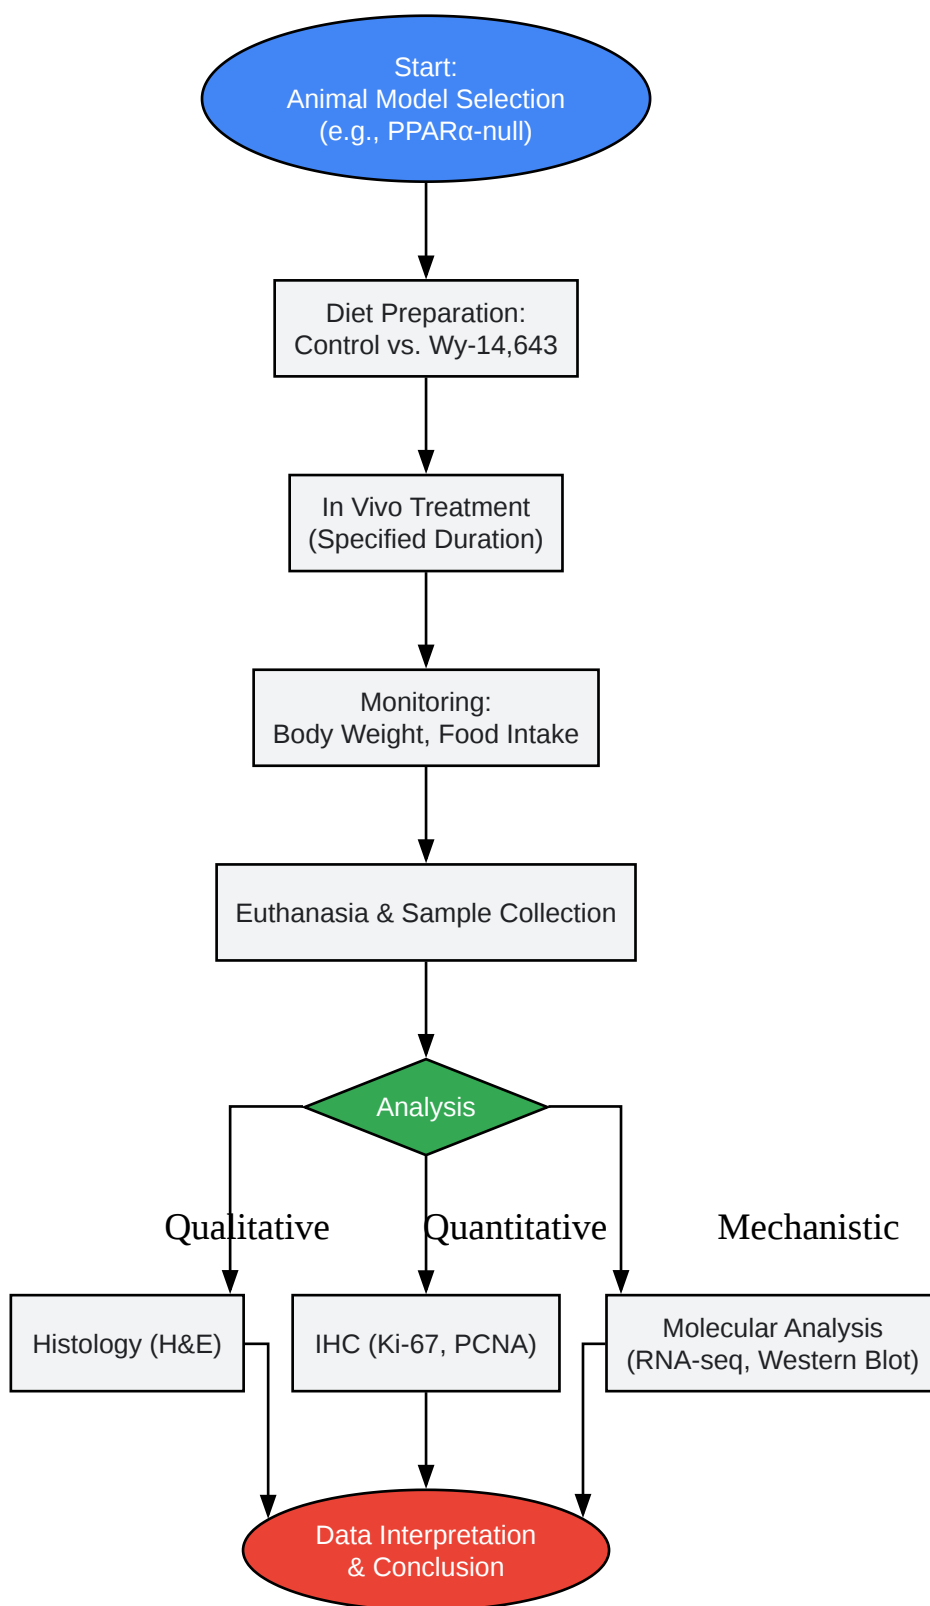 Start:
Animal Model Selection
(e.g., PPARα-null)
Diet Preparation:
Control vs. Wy-14,643
In Vivo Treatment
(Specified Duration)
Monitoring:
Body Weight, Food Intake
Euthanasia & Sample Collection
Analysis
Qualitative
Quantitative
Mechanistic
Histology (H&E)
IHC (Ki-67, PCNA)
Molecular Analysis
(RNA-seq, Western Blot)
Data Interpretation
& Conclusion